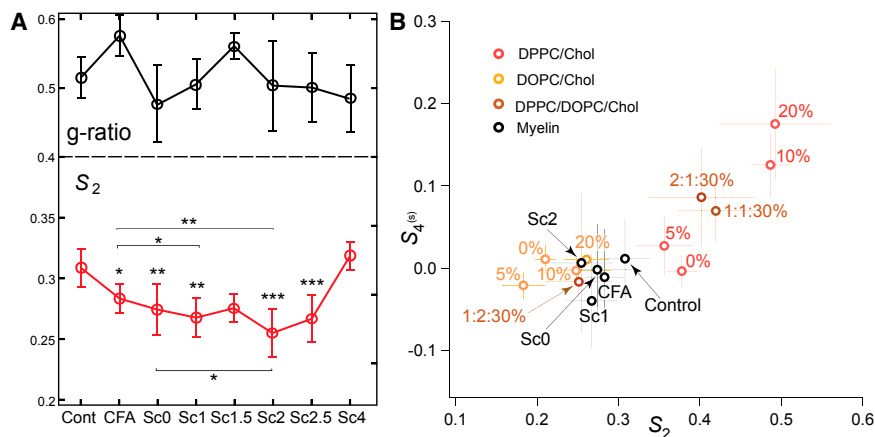 A
0.6
0.5
g-ratio
0.4
S2
0.35
0.3
0.25
0.2
**
*
*
**
**
***
***
*
Cont CFA Sc0 Sc1 Sc1.5 Sc2 Sc2.5 Sc4
B
0.3
0.2
0.1
0.0
-0.1
S4(s)
DPPC/Chol
DOPC/Chol
DPPC/DOPC/Chol
Myelin
20%
10%
2:1:30%
1:1:30%
Sc2
0%
20%
5%
0%
5%
10%
CFA
Control
1:2:30%
Sc1
Sc0
0.1 0.2 0.3 0.4 0.5 0.6
S2